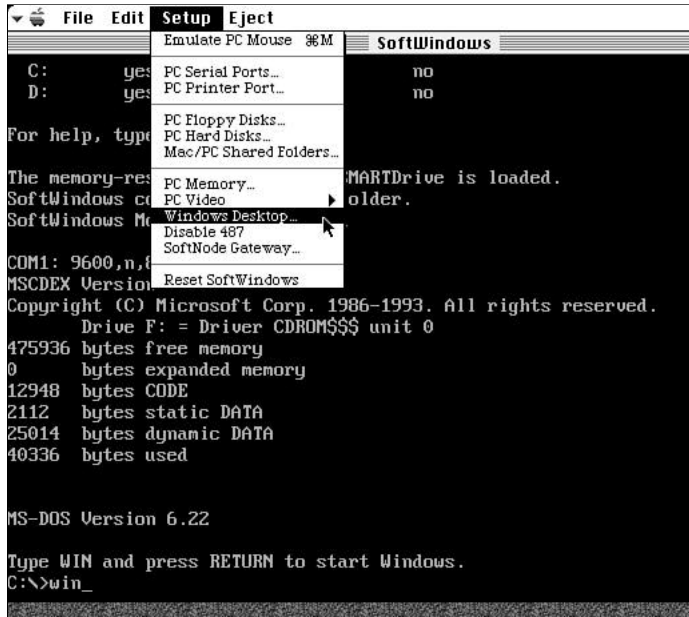 File Edit Setup Eject
SoftWindows
Emulate PC Mouse ⌘M
PC Serial Ports...
PC Printer Port...
PC Floppy Disks...
PC Hard Disks...
Mac/PC Shared Folders...
PC Memory...
PC Video ▶
Windows Desktop...
Disable 487
SoftNode Gateway...
Reset SoftWindows
C: yes no
D: yes no
For help, type
The memory-res MARTDrive is loaded.
SoftWindows co older.
SoftWindows Mo
COM1: 9600,n,8
MSCDEX Version
Copyright (C) Microsoft Corp. 1986-1993. All rights reserved.
Drive F: = Driver CDROM$$$ unit 0
475936 bytes free memory
0 bytes expanded memory
12948 bytes CODE
2112 bytes static DATA
25014 bytes dynamic DATA
40336 bytes used
MS-DOS Version 6.22
Type WIN and press RETURN to start Windows.
C:\>win_